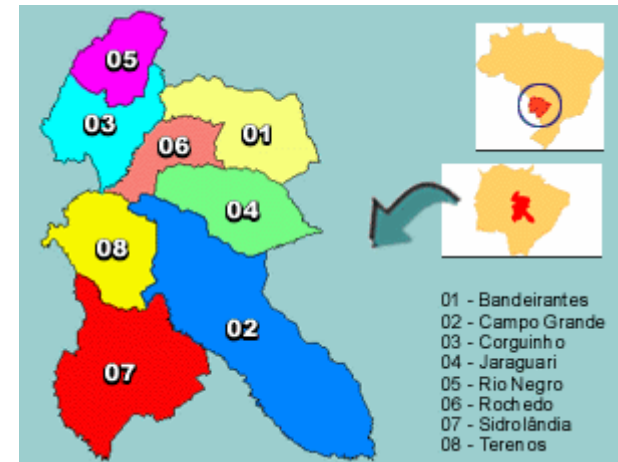 05
03
01
06
04
08
02
07
01 - Bandeirantes
02 - Campo Grande
03 - Corguinho
04 - Jaraguari
05 - Rio Negro
06 - Rochedo
07 - Sidrolândia
08 - Terenos